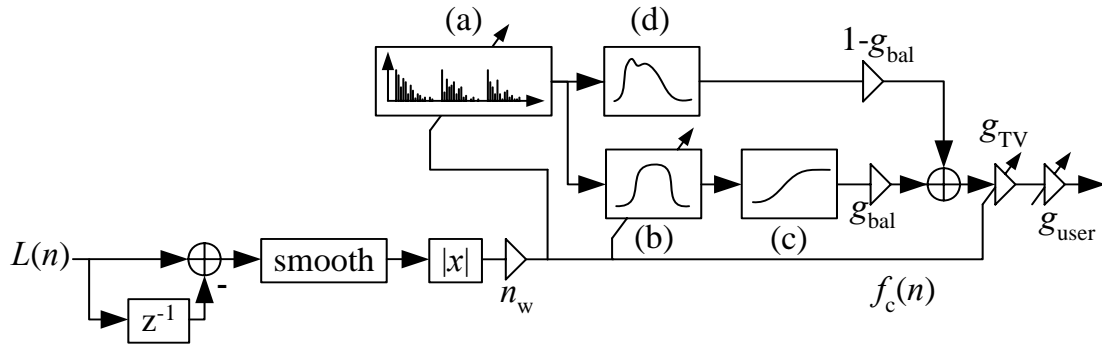 (a)
(d)
1-g_bal
g_TV
(b)
(c)
g_bal
g_user
L(n)
-
smooth
|x|
n_w
f_c(n)
z^-1